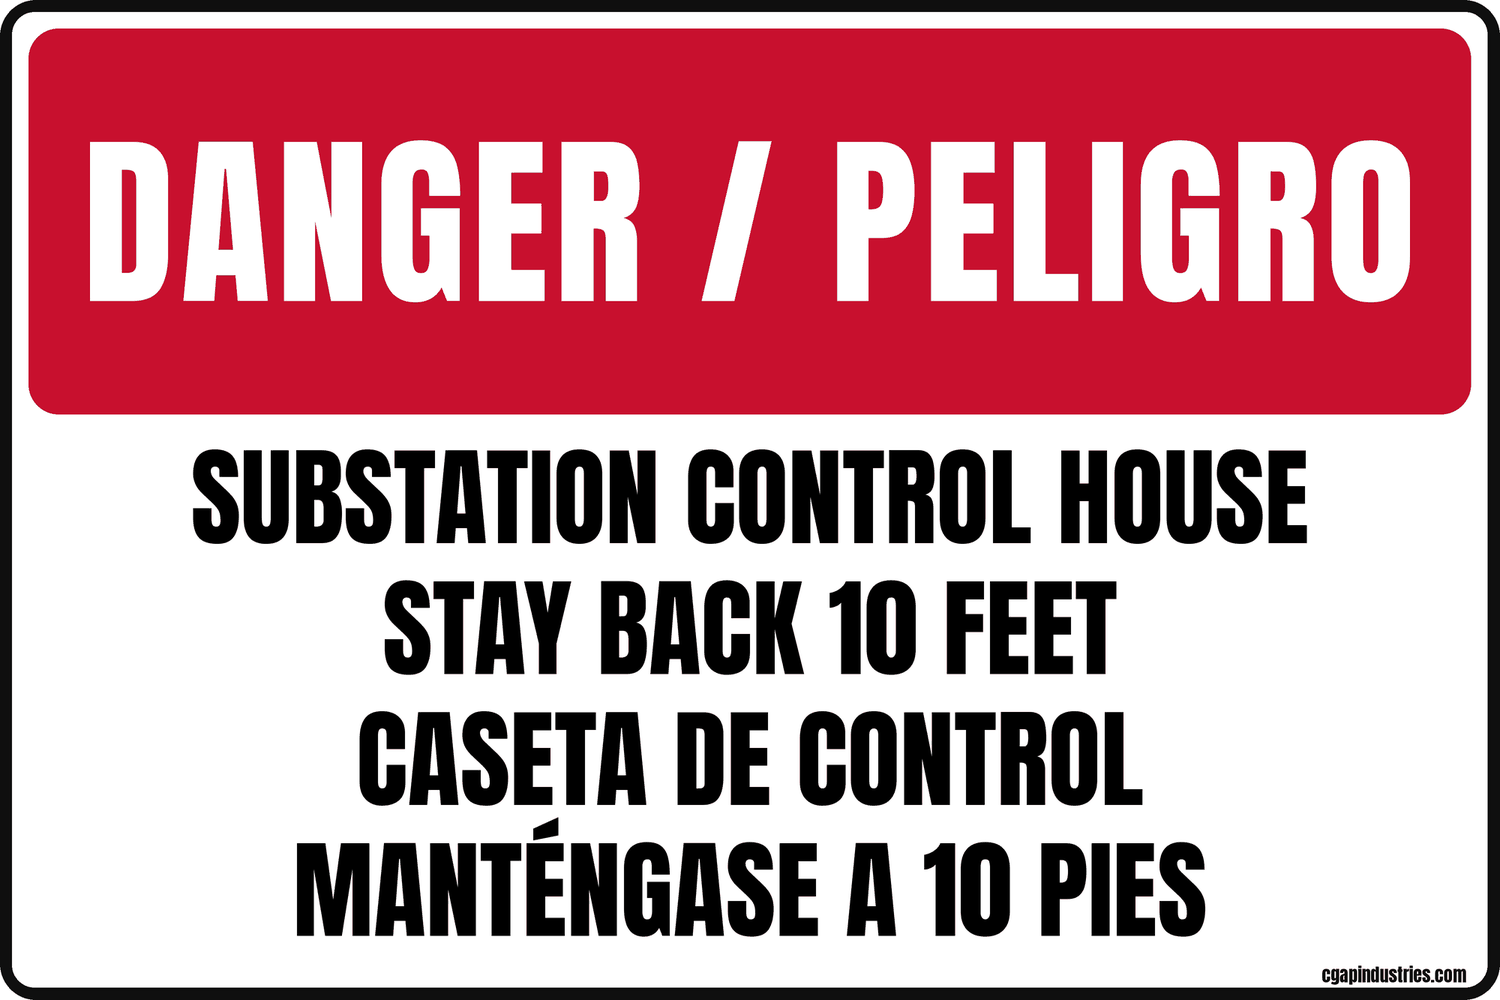 DANGER / PELIGRO
SUBSTATION CONTROL HOUSE
STAY BACK 10 FEET
CASETA DE CONTROL
MANTÉNGASE A 10 PIES
cgapindustries.com